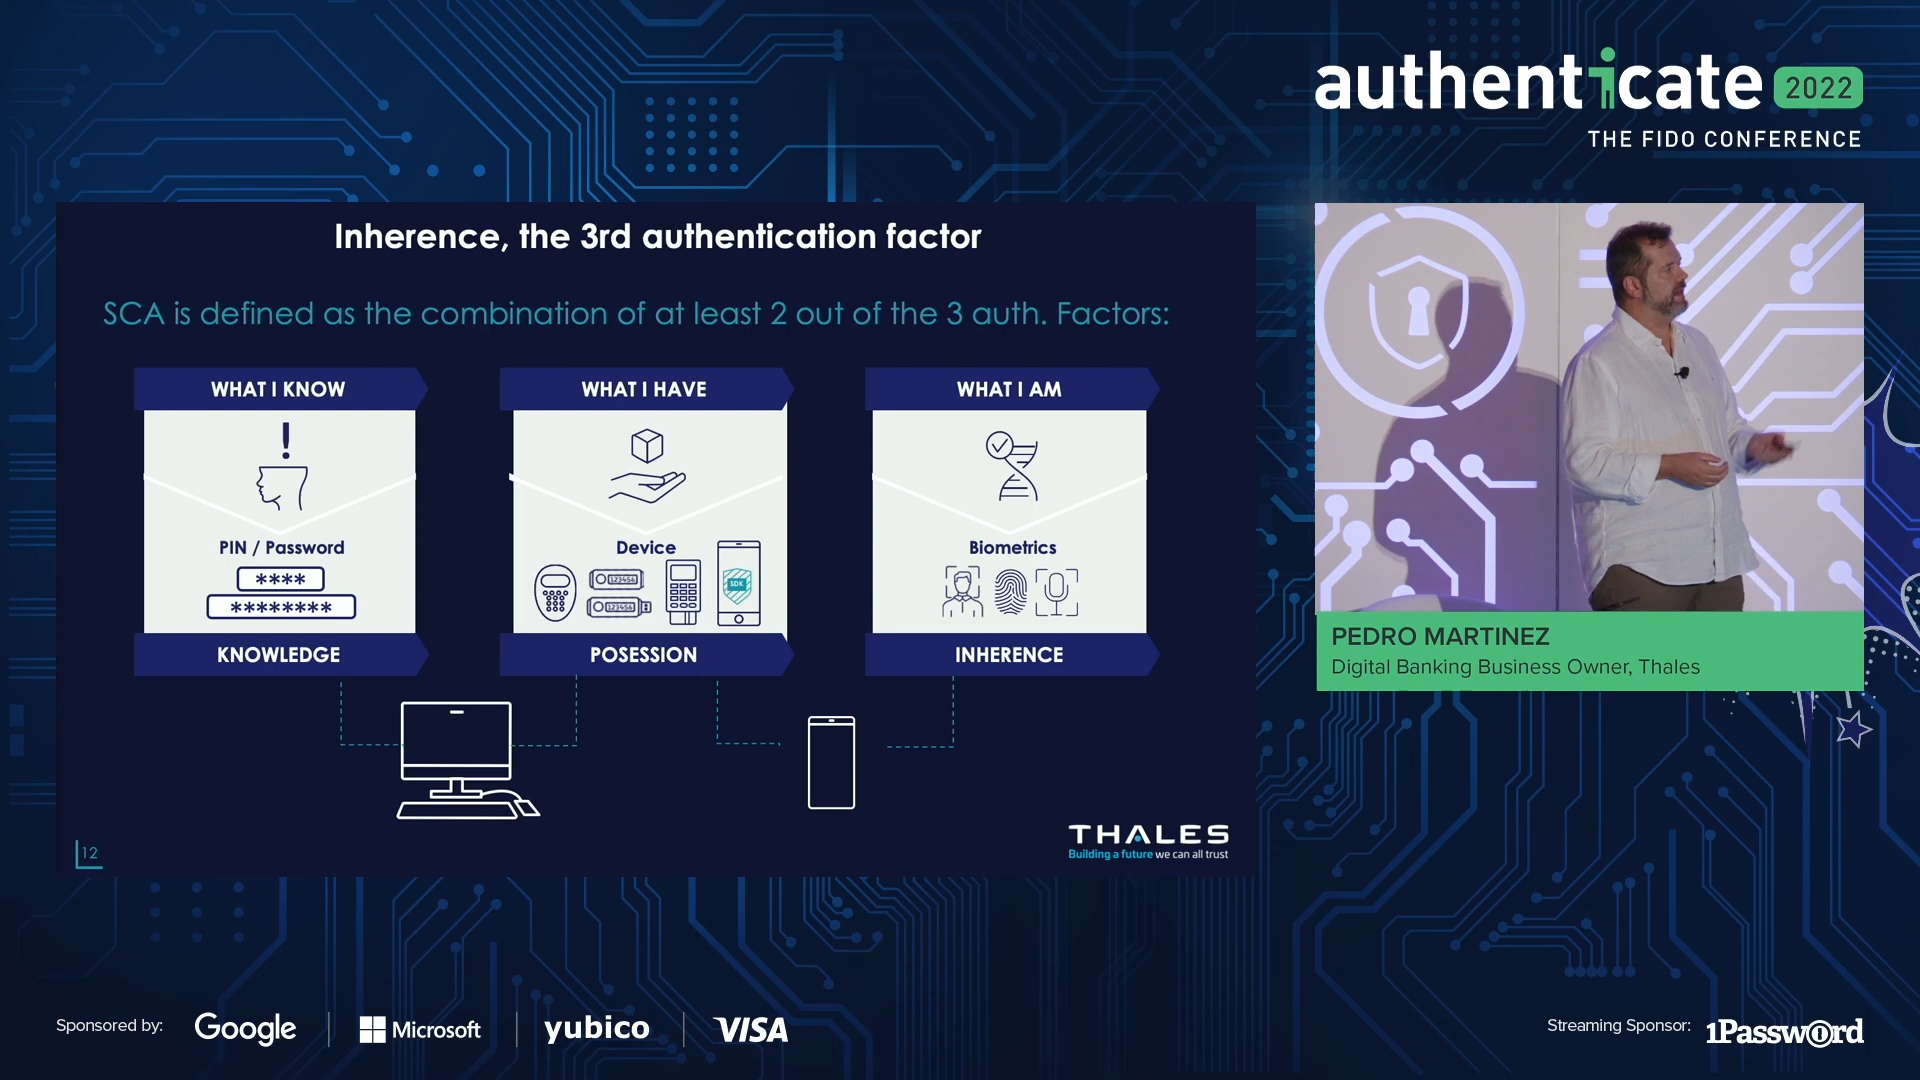 authenticate 2022
THE FIDO CONFERENCE
Inherence, the 3rd authentication factor
SCA is defined as the combination of at least 2 out of the 3 auth. Factors:
WHAT I KNOW
WHAT I HAVE
WHAT I AM
PIN / Password
****
********
Device
123456
123456
SDK
Biometrics
KNOWLEDGE
POSESSION
INHERENCE
12
THALES
Building a future we can all trust
PEDRO MARTINEZ
Digital Banking Business Owner, Thales
Sponsored by:
Google
Microsoft
yubico
VISA
Streaming Sponsor:
1Password